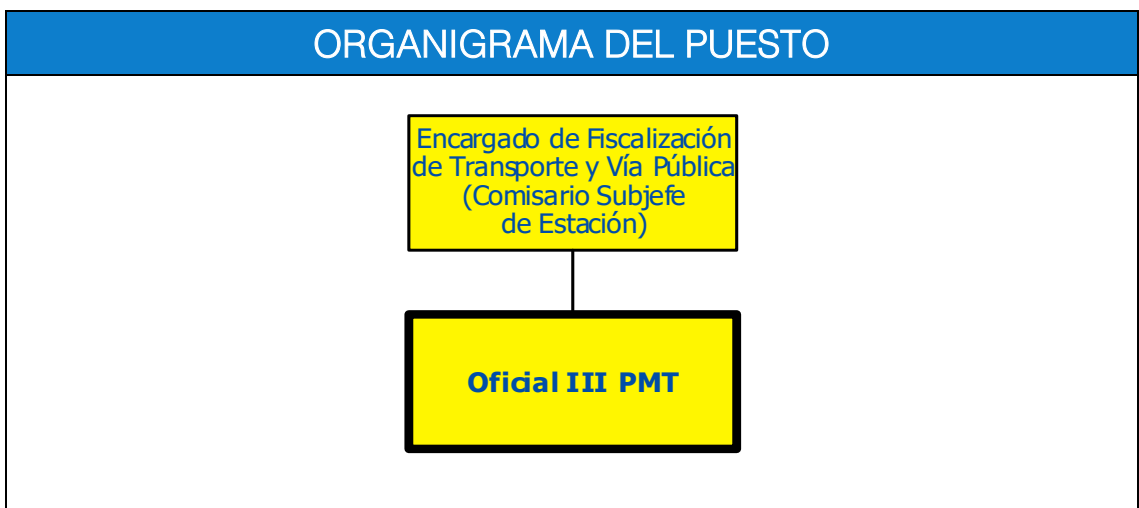 ORGANIGRAMA DEL PUESTO
Encargado de Fiscalización
de Transporte y Vía Pública
(Comisario Subjefe
de Estación)
Oficial III PMT